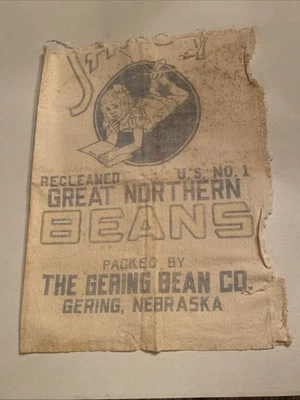 RECLEANED U.S. NO. 1
GREAT NORTHERN
BEANS
PACKED BY
THE GERING BEAN CO.
GERING, NEBRASKA